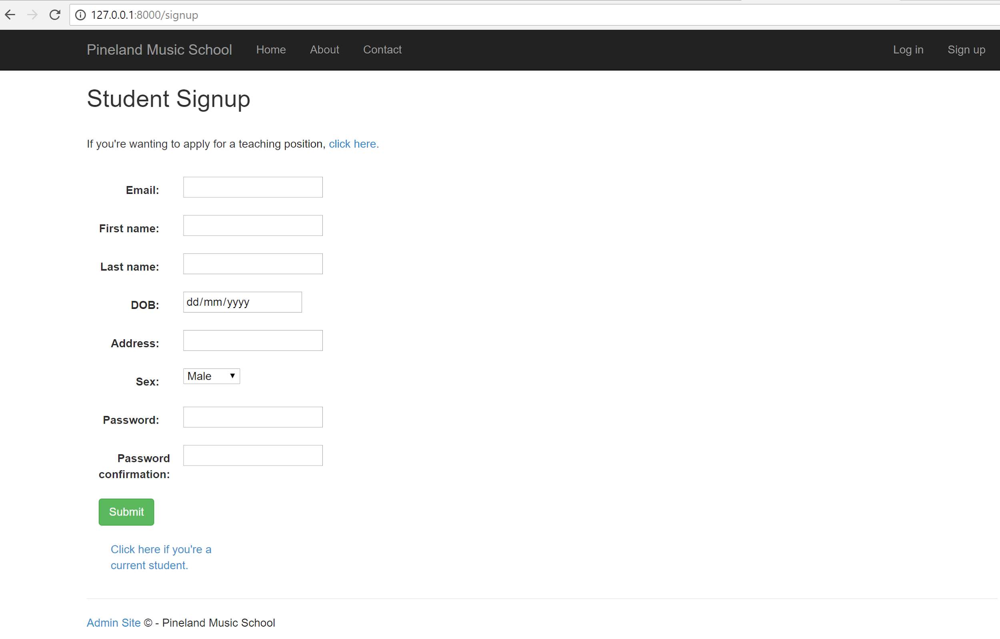 127.0.0.1:8000/signup
Pineland Music School Home About Contact Log in Sign up
Student Signup
If you're wanting to apply for a teaching position, click here.
Email:
First name:
Last name:
DOB: dd/mm/yyyy
Address:
Sex: Male
Password:
Password
confirmation:
Submit
Click here if you're a
current student.
Admin Site © - Pineland Music School